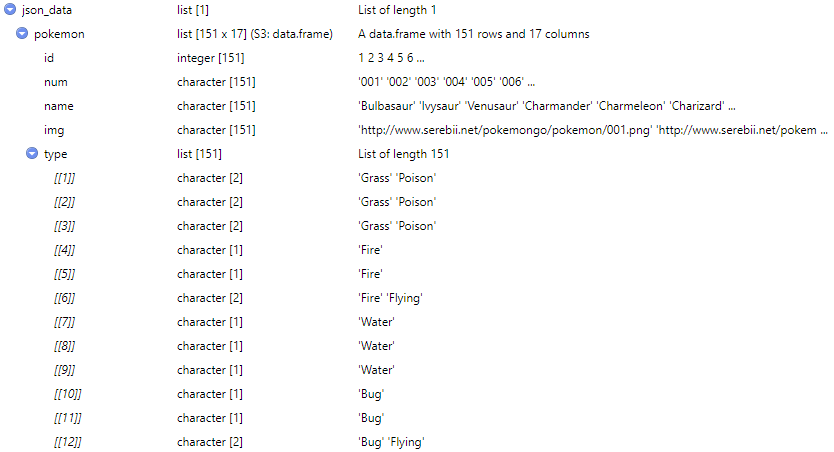 json_data list [1] List of length 1
pokemon list [151 x 17] (S3: data.frame) A data.frame with 151 rows and 17 columns
id integer [151] 1 2 3 4 5 6 ...
num character [151] '001' '002' '003' '004' '005' '006' ...
name character [151] 'Bulbasaur' 'Ivysaur' 'Venusaur' 'Charmander' 'Charmeleon' 'Charizard' ...
img character [151] 'http://www.serebii.net/pokemongo/pokemon/001.png' 'http://www.serebii.net/pokem ...
type list [151] List of length 151
[[1]] character [2] 'Grass' 'Poison'
[[2]] character [2] 'Grass' 'Poison'
[[3]] character [2] 'Grass' 'Poison'
[[4]] character [1] 'Fire'
[[5]] character [1] 'Fire'
[[6]] character [2] 'Fire' 'Flying'
[[7]] character [1] 'Water'
[[8]] character [1] 'Water'
[[9]] character [1] 'Water'
[[10]] character [1] 'Bug'
[[11]] character [1] 'Bug'
[[12]] character [2] 'Bug' 'Flying'